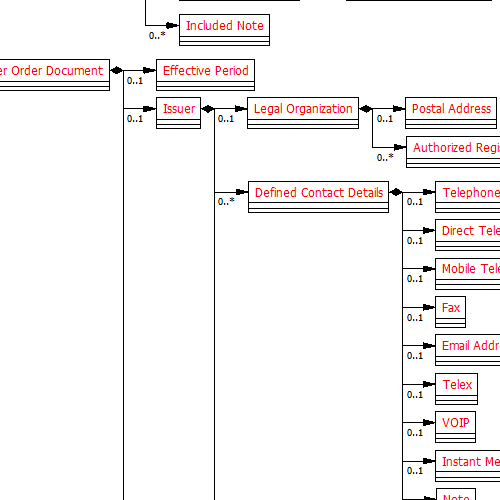 Included Note
0..*
er Order Document
Effective Period
0..1
Issuer
Legal Organization
Postal Address
0..1
0..1
0..1
Authorized Regi
0..*
Defined Contact Details
Telephone
0..*
0..1
Direct Tele
0..1
Mobile Tele
0..1
Fax
0..1
Email Addr
0..1
Telex
0..1
VOIP
0..1
Instant Me
0..1
Note